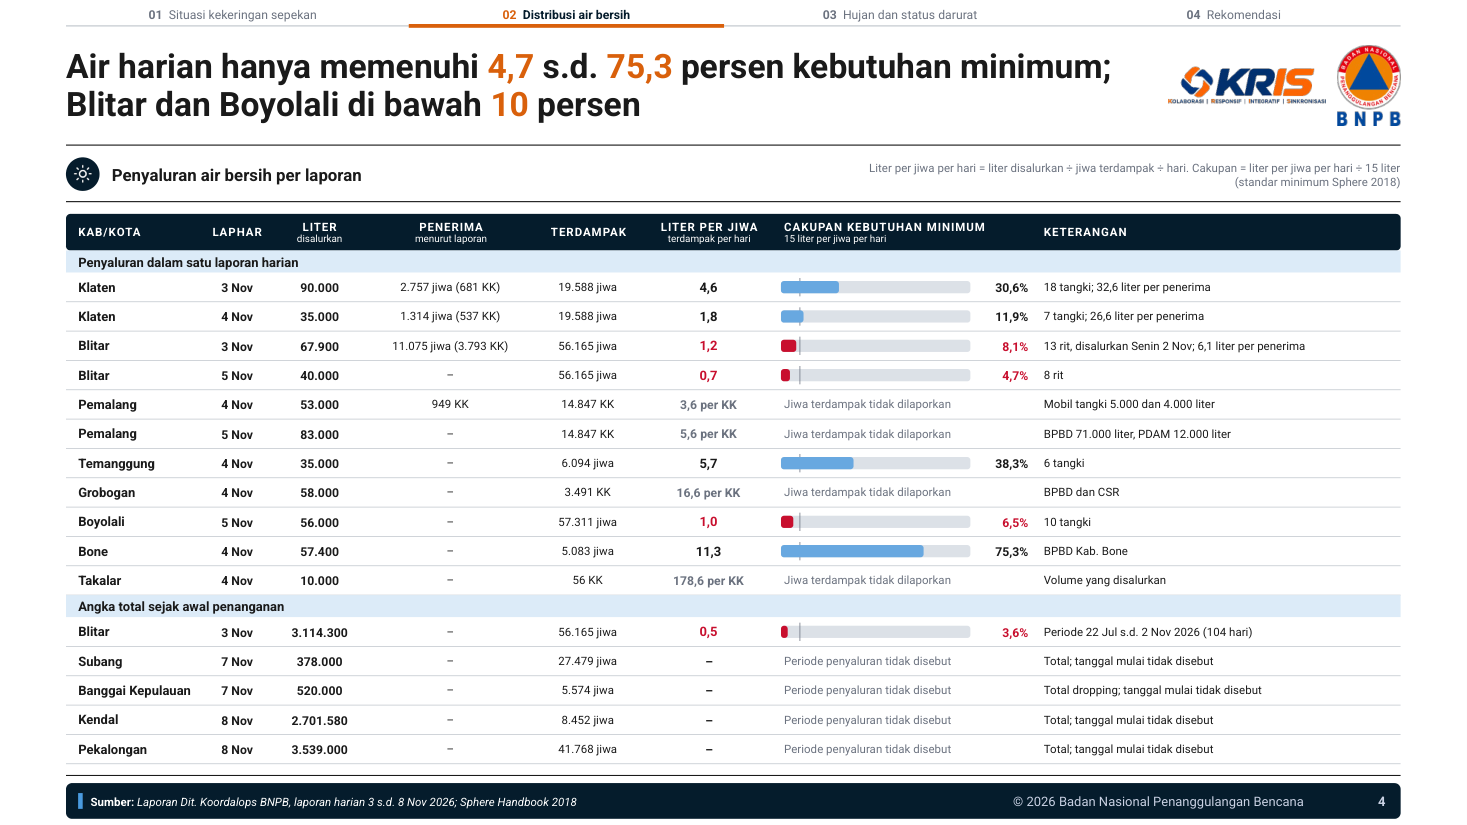 01 Situasi kekeringan sepekan
02 Distribusi air bersih
03 Hujan dan status darurat
04 Rekomendasi
Air harian hanya memenuhi 4,7 s.d. 75,3 persen kebutuhan minimum;
Blitar dan Boyolali di bawah 10 persen
KRIS
KOLABORASI | RESPONSIF | INTEGRATIF | SINKRONISASI
BADAN NASIONAL PENANGGULANGAN BENCANA
BNPB
Penyaluran air bersih per laporan
Liter per jiwa per hari = liter disalurkan ÷ jiwa terdampak ÷ hari. Cakupan = liter per jiwa per hari ÷ 15 liter
(standar minimum Sphere 2018)
KAB/KOTA LAPHAR LITER disalurkan PENERIMA menurut laporan TERDAMPAK LITER PER JIWA terdampak per hari CAKUPAN KEBUTUHAN MINIMUM 15 liter per jiwa per hari KETERANGAN
Penyaluran dalam satu laporan harian
Klaten 3 Nov 90.000 2.757 jiwa (681 KK) 19.588 jiwa 4,6 30,6% 18 tangki; 32,6 liter per penerima
Klaten 4 Nov 35.000 1.314 jiwa (537 KK) 19.588 jiwa 1,8 11,9% 7 tangki; 26,6 liter per penerima
Blitar 3 Nov 67.900 11.075 jiwa (3.793 KK) 56.165 jiwa 1,2 8,1% 13 rit, disalurkan Senin 2 Nov; 6,1 liter per penerima
Blitar 5 Nov 40.000 – 56.165 jiwa 0,7 4,7% 8 rit
Pemalang 4 Nov 53.000 949 KK 14.847 KK 3,6 per KK Jiwa terdampak tidak dilaporkan Mobil tangki 5.000 dan 4.000 liter
Pemalang 5 Nov 83.000 – 14.847 KK 5,6 per KK Jiwa terdampak tidak dilaporkan BPBD 71.000 liter, PDAM 12.000 liter
Temanggung 4 Nov 35.000 – 6.094 jiwa 5,7 38,3% 6 tangki
Grobogan 4 Nov 58.000 – 3.491 KK 16,6 per KK Jiwa terdampak tidak dilaporkan BPBD dan CSR
Boyolali 5 Nov 56.000 – 57.311 jiwa 1,0 6,5% 10 tangki
Bone 4 Nov 57.400 – 5.083 jiwa 11,3 75,3% BPBD Kab. Bone
Takalar 4 Nov 10.000 – 56 KK 178,6 per KK Jiwa terdampak tidak dilaporkan Volume yang disalurkan
Angka total sejak awal penanganan
Blitar 3 Nov 3.114.300 – 56.165 jiwa 0,5 3,6% Periode 22 Jul s.d. 2 Nov 2026 (104 hari)
Subang 7 Nov 378.000 – 27.479 jiwa – Periode penyaluran tidak disebut Total; tanggal mulai tidak disebut
Banggai Kepulauan 7 Nov 520.000 – 5.574 jiwa – Periode penyaluran tidak disebut Total dropping; tanggal mulai tidak disebut
Kendal 8 Nov 2.701.580 – 8.452 jiwa – Periode penyaluran tidak disebut Total; tanggal mulai tidak disebut
Pekalongan 8 Nov 3.539.000 – 41.768 jiwa – Periode penyaluran tidak disebut Total; tanggal mulai tidak disebut
Sumber: Laporan Dit. Koordalops BNPB, laporan harian 3 s.d. 8 Nov 2026; Sphere Handbook 2018
© 2026 Badan Nasional Penanggulangan Bencana 4